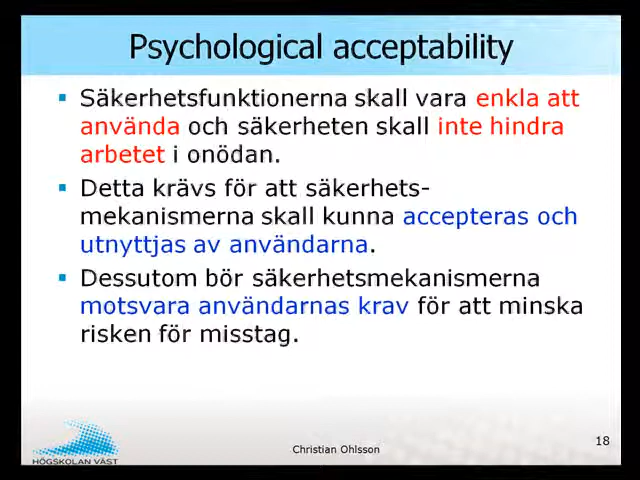 Psychological acceptability
Säkerhetsfunktionerna skall vara enkla att
använda och säkerheten skall inte hindra
arbetet i onödan.
Detta krävs för att säkerhets-
mekanismerna skall kunna accepteras och
utnyttjas av användarna.
Dessutom bör säkerhetsmekanismerna
motsvara användarnas krav för att minska
risken för misstag.
HÖGSKOLAN VÄST
Christian Ohlsson
18